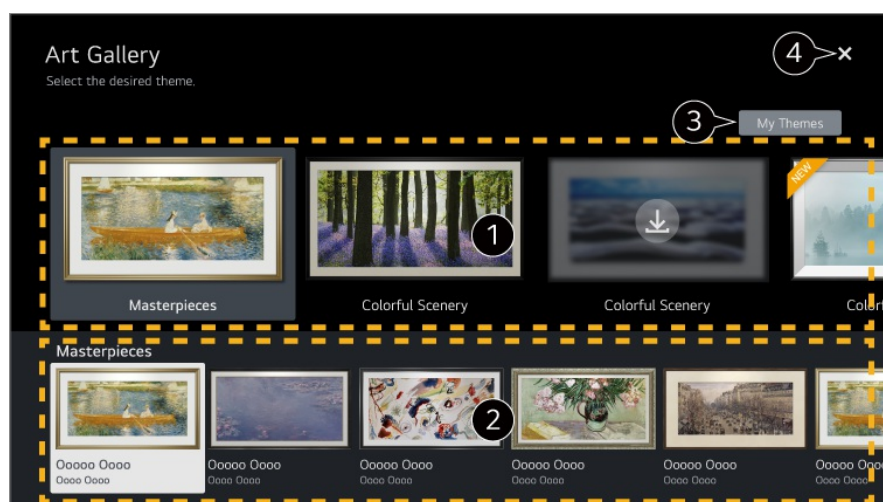 Art Gallery
Select the desired theme.
4
3
My Themes
NEW
1
Masterpieces
Colorful Scenery
Colorful Scenery
Masterpieces
2
Ooooo Oooo
Ooooo Oooo
Ooooo Oooo
Ooooo Oooo
Ooooo Oooo
Oooo Oooo
Oooo Oooo
Oooo Oooo
Oooo Oooo
Oooo Oooo
Oooo Oooo